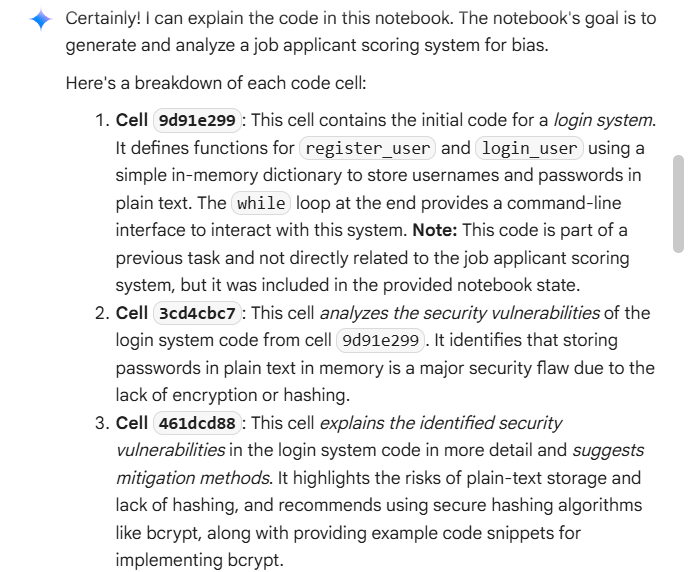 Certainly! I can explain the code in this notebook. The notebook's goal is to
generate and analyze a job applicant scoring system for bias.
Here's a breakdown of each code cell:
1. Cell 9d91e299: This cell contains the initial code for a login system.
It defines functions for register_user and login_user using a
simple in-memory dictionary to store usernames and passwords in
plain text. The while loop at the end provides a command-line
interface to interact with this system. Note: This code is part of a
previous task and not directly related to the job applicant scoring
system, but it was included in the provided notebook state.
2. Cell 3cd4cbc7: This cell analyzes the security vulnerabilities of the
login system code from cell 9d91e299. It identifies that storing
passwords in plain text in memory is a major security flaw due to the
lack of encryption or hashing.
3. Cell 461dcd88: This cell explains the identified security
vulnerabilities in the login system code in more detail and suggests
mitigation methods. It highlights the risks of plain-text storage and
lack of hashing, and recommends using secure hashing algorithms
like bcrypt, along with providing example code snippets for
implementing bcrypt.